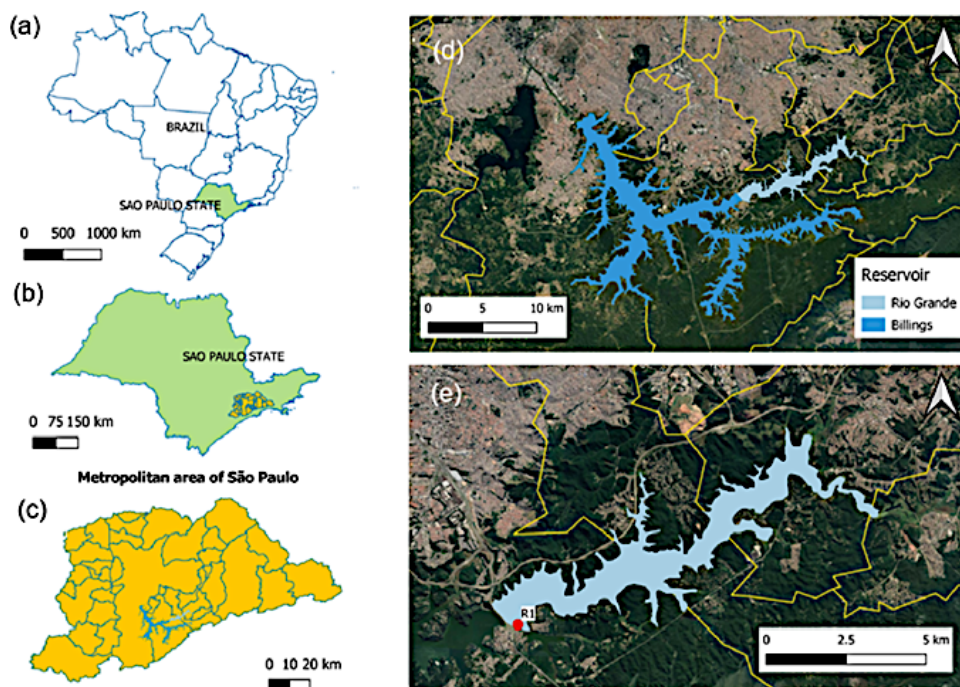 (a)
BRAZIL
SAO PAULO STATE
0 500 1000 km
(b)
SAO PAULO STATE
0 75 150 km
Metropolitan area of São Paulo
(c)
0 10 20 km
(d)
Reservoir
Rio Grande
Billings
0 5 10 km
(e)
R1
0 2.5 5 km